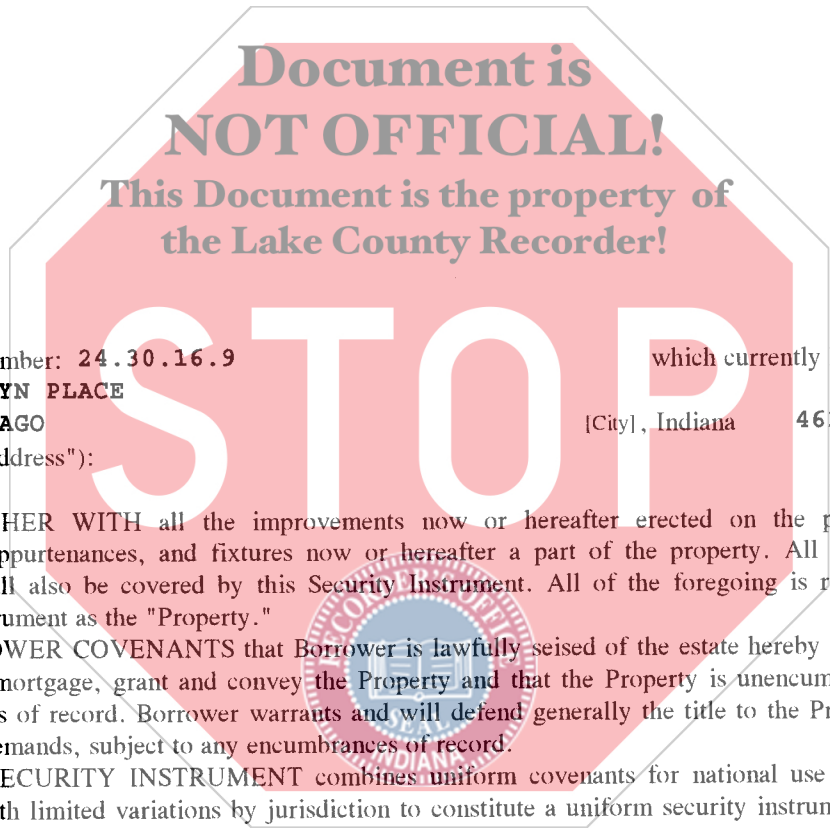 Document is
NOT OFFICIAL!
This Document is the property of
the Lake County Recorder!
STOP
mber: 24.30.16.9 which currently
YN PLACE
AGO [City], Indiana 46
ddress"):
HER WITH all the improvements now or hereafter erected on the p
ppurtenances, and fixtures now or hereafter a part of the property. All
ll also be covered by this Security Instrument. All of the foregoing is r
rument as the "Property."
OWER COVENANTS that Borrower is lawfully seised of the estate hereby
mortgage, grant and convey the Property and that the Property is unencum
s of record. Borrower warrants and will defend generally the title to the Pr
emands, subject to any encumbrances of record.
ECURITY INSTRUMENT combines uniform covenants for national use
th limited variations by jurisdiction to constitute a uniform security instrum
RECORDER'S OFFICE
SEAL
INDIANA